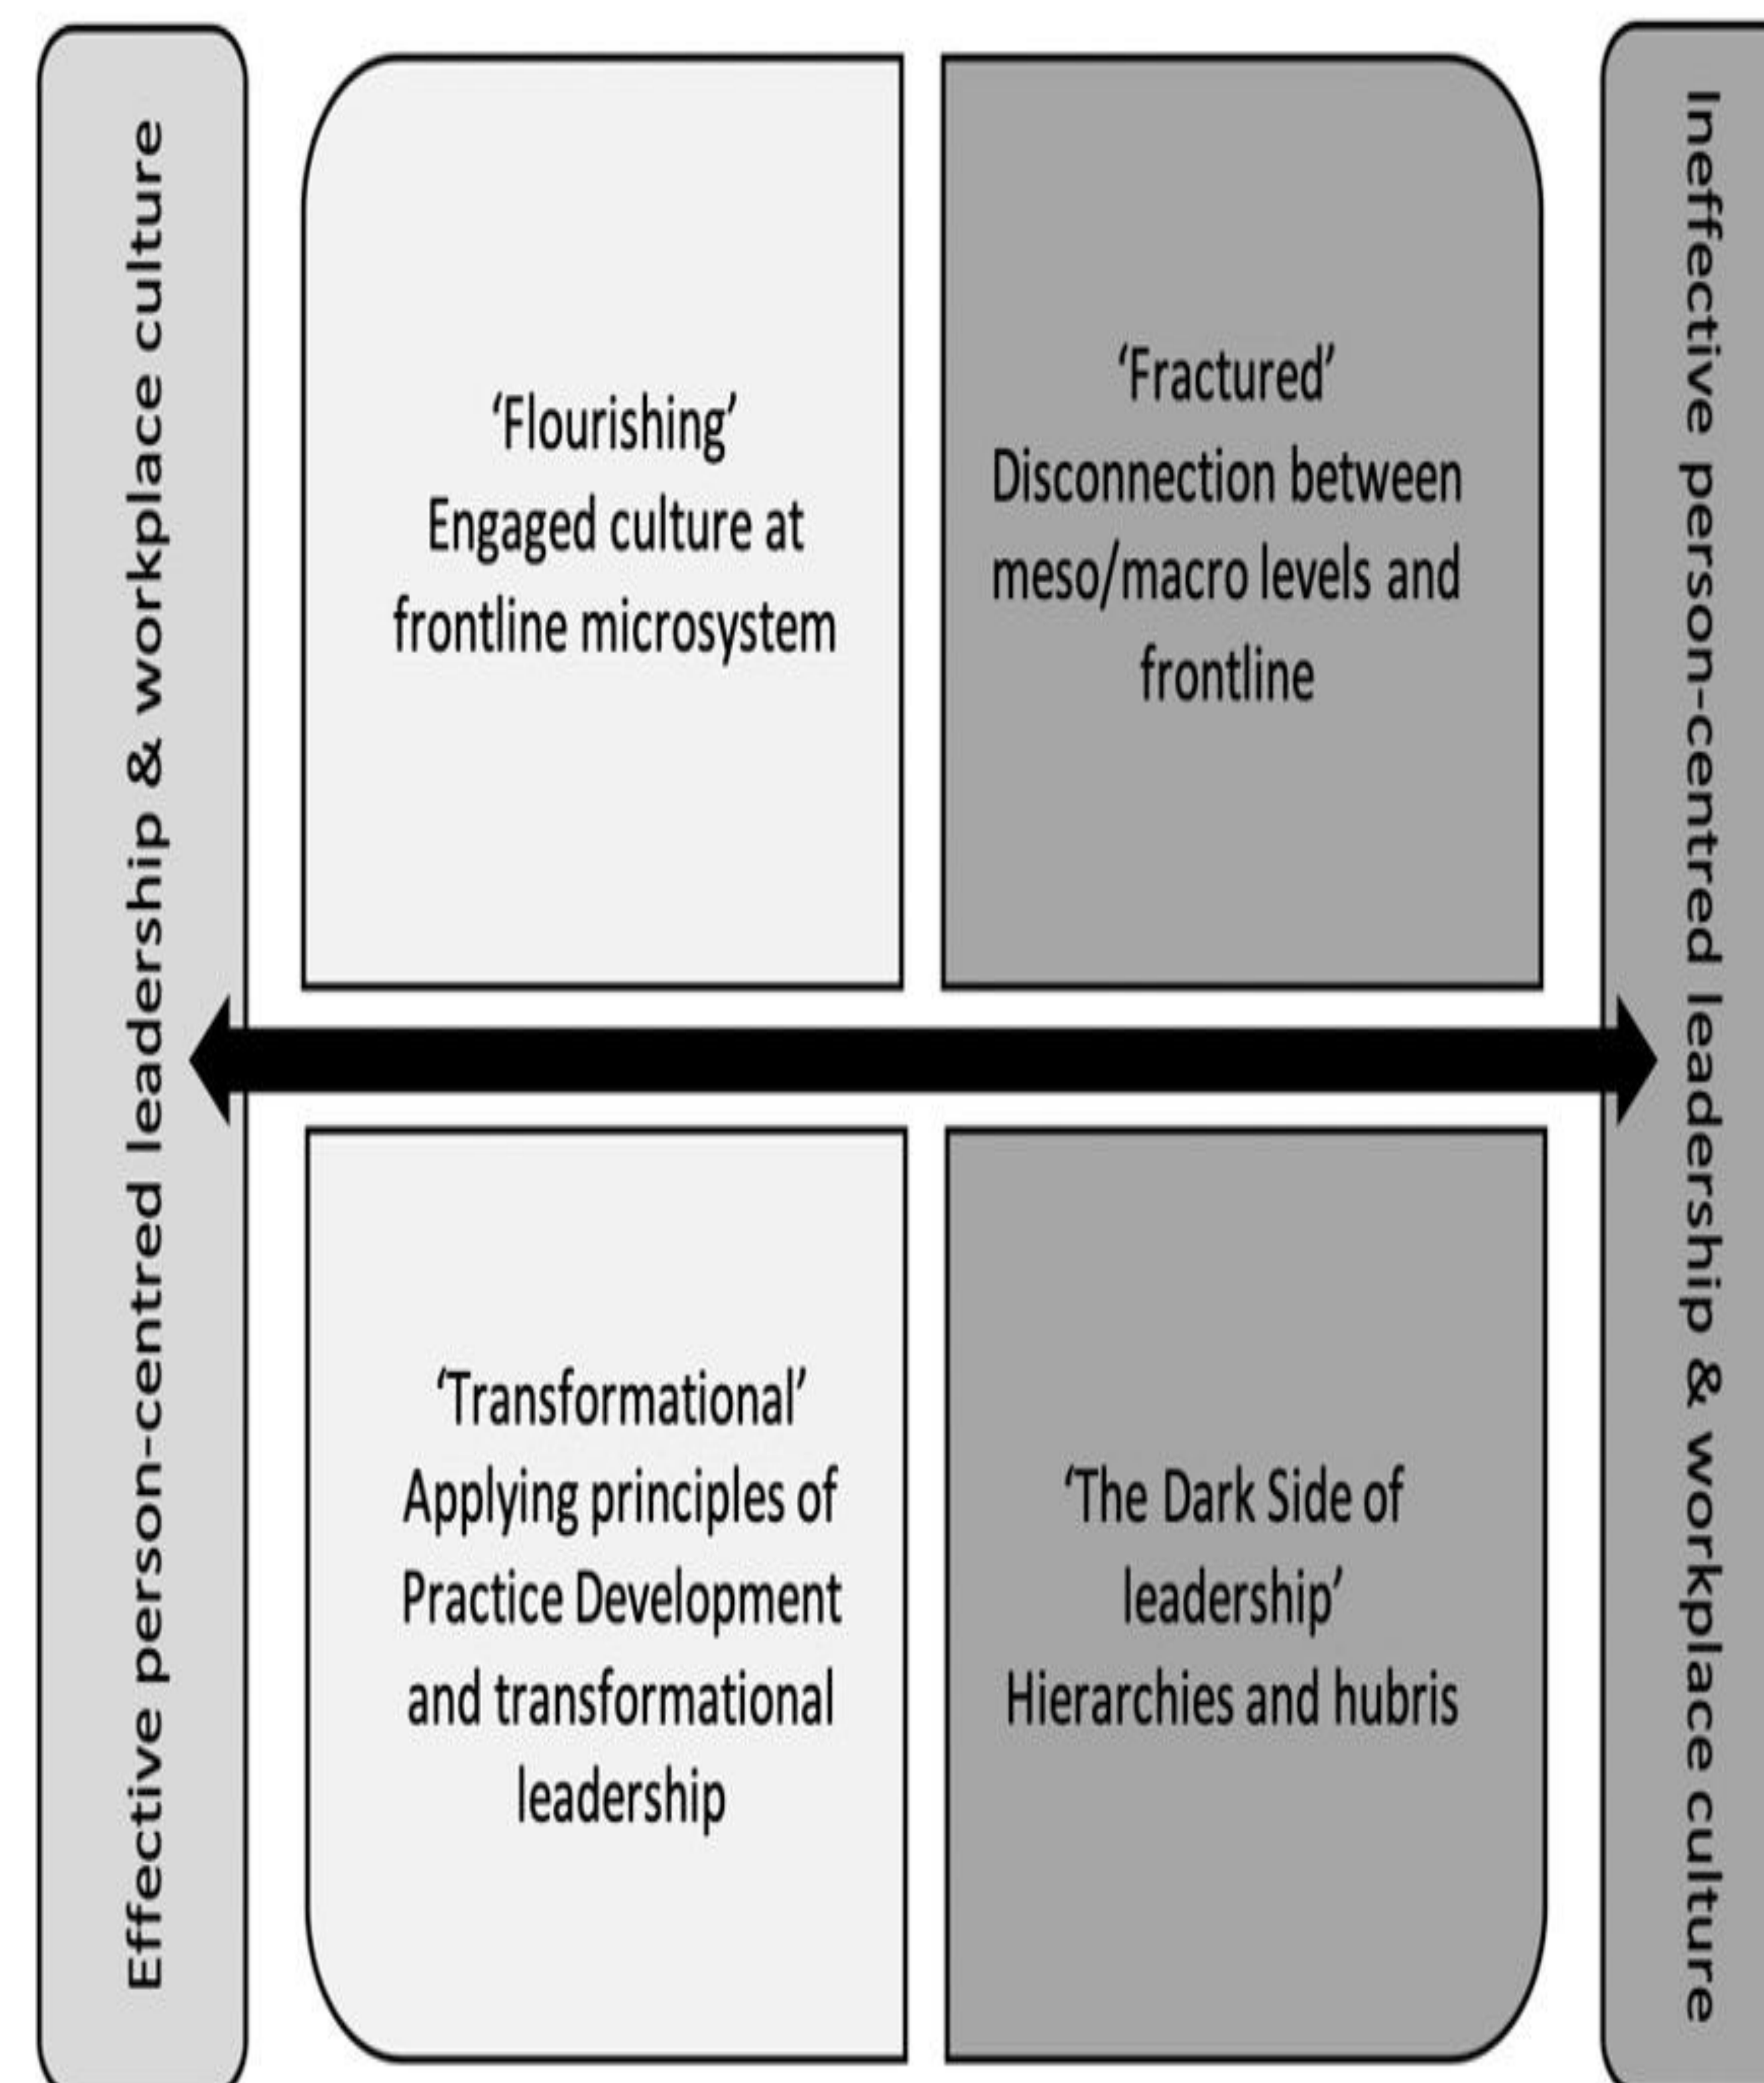 Effective person-centred leadership & workplace culture
‘Flourishing’
Engaged culture at
frontline microsystem
‘Fractured’
Disconnection between
meso/macro levels and
frontline
‘Transformational’
Applying principles of
Practice Development
and transformational
leadership
‘The Dark Side of
leadership’
Hierarchies and hubris
Ineffective person-centred leadership & workplace culture